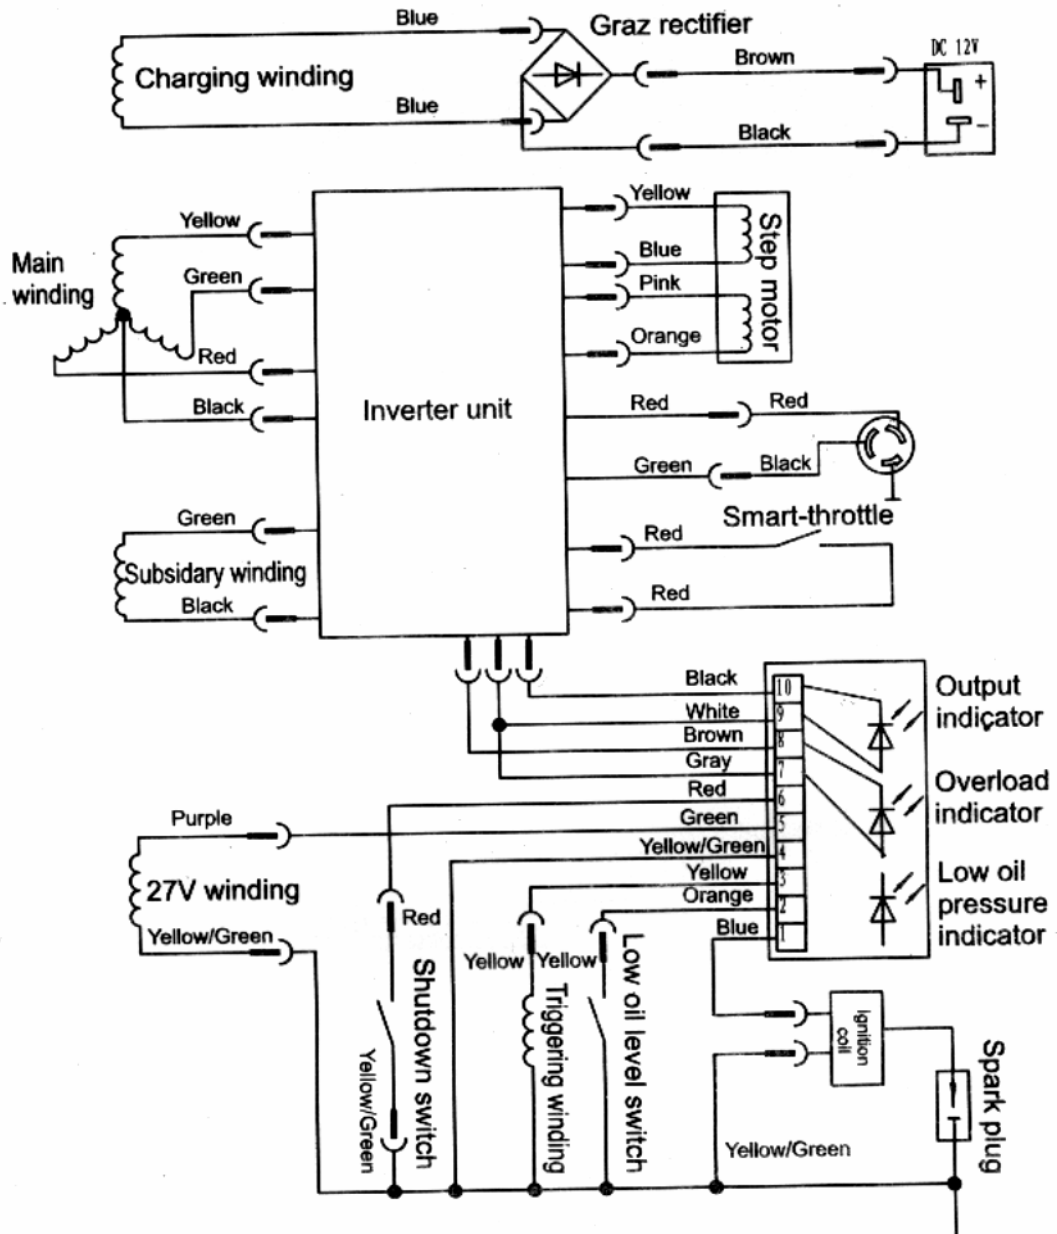 Blue
Graz rectifier
Charging winding
Brown
DC 12V
+
Blue
Black
-
Yellow
Yellow
Main
winding
Green
Blue
Pink
Step motor
Red
Orange
Black
Inverter unit
Red
Red
Green
Black
Green
Smart-throttle
Subsidary winding
Red
Black
Red
Black
10
Output
indicator
White
9
Brown
8
Gray
7
Overload
indicator
Red
6
Purple
Green
5
Yellow/Green
4
27V winding
Yellow
3
Low oil
pressure
indicator
Orange
2
Yellow/Green
Red
Blue
1
Yellow
Yellow
Shutdown switch
Triggering winding
Low oil level switch
Ignition
coil
Spark plug
Yellow/Green
Yellow/Green